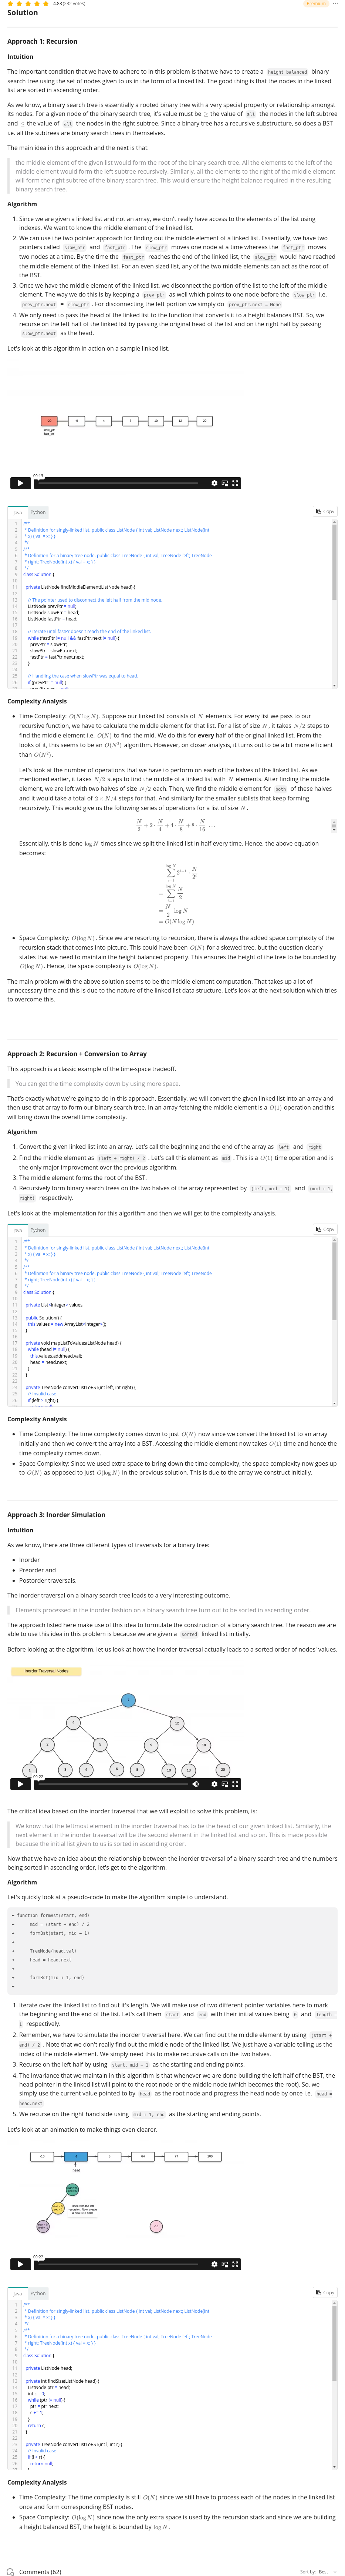 4.88 (232 votes)
Premium
Solution
Approach 1: Recursion
Intuition
The important condition that we have to adhere to in this problem is that we have to create a height balanced binary
search tree using the set of nodes given to us in the form of a linked list. The good thing is that the nodes in the linked
list are sorted in ascending order.
As we know, a binary search tree is essentially a rooted binary tree with a very special property or relationship amongst
its nodes. For a given node of the binary search tree, it's value must be ≥ the value of all the nodes in the left subtree
and ≤ the value of all the nodes in the right subtree. Since a binary tree has a recursive substructure, so does a BST
i.e. all the subtrees are binary search trees in themselves.
The main idea in this approach and the next is that:
the middle element of the given list would form the root of the binary search tree. All the elements to the left of the
middle element would form the left subtree recursively. Similarly, all the elements to the right of the middle element
will form the right subtree of the binary search tree. This would ensure the height balance required in the resulting
binary search tree.
Algorithm
1. Since we are given a linked list and not an array, we don't really have access to the elements of the list using
indexes. We want to know the middle element of the linked list.
2. We can use the two pointer approach for finding out the middle element of a linked list. Essentially, we have two
pointers called slow_ptr and fast_ptr . The slow_ptr moves one node at a time whereas the fast_ptr moves
two nodes at a time. By the time the fast_ptr reaches the end of the linked list, the slow_ptr would have reached
the middle element of the linked list. For an even sized list, any of the two middle elements can act as the root of
the BST.
3. Once we have the middle element of the linked list, we disconnect the portion of the list to the left of the middle
element. The way we do this is by keeping a prev_ptr as well which points to one node before the slow_ptr i.e.
prev_ptr.next = slow_ptr . For disconnecting the left portion we simply do prev_ptr.next = None
4. We only need to pass the head of the linked list to the function that converts it to a height balances BST. So, we
recurse on the left half of the linked list by passing the original head of the list and on the right half by passing
slow_ptr.next as the head.
Let's look at this algorithm in action on a sample linked list.
slow_ptr
fast_ptr
00:13
Java Python
Copy
1 /**
2 * Definition for singly-linked list. public class ListNode { int val; ListNode next; ListNode(int
3 * x) { val = x; } }
4 */
5 /**
6 * Definition for a binary tree node. public class TreeNode { int val; TreeNode left; TreeNode
7 * right; TreeNode(int x) { val = x; } }
8 */
9 class Solution {
10
11 private ListNode findMiddleElement(ListNode head) {
12
13 // The pointer used to disconnect the left half from the mid node.
14 ListNode prevPtr = null;
15 ListNode slowPtr = head;
16 ListNode fastPtr = head;
17
18 // Iterate until fastPr doesn't reach the end of the linked list.
19 while (fastPtr != null && fastPtr.next != null) {
20 prevPtr = slowPtr;
21 slowPtr = slowPtr.next;
22 fastPtr = fastPtr.next.next;
23 }
24
25 // Handling the case when slowPtr was equal to head.
26 if (prevPtr != null) {
Complexity Analysis
• Time Complexity: O(N log N). Suppose our linked list consists of N elements. For every list we pass to our
recursive function, we have to calculate the middle element for that list. For a list of size N, it takes N/2 steps to
find the middle element i.e. O(N) to find the mid. We do this for every half of the original linked list. From the
looks of it, this seems to be an O(N²) algorithm. However, on closer analysis, it turns out to be a bit more efficient
than O(N²).
Let's look at the number of operations that we have to perform on each of the halves of the linked list. As we
mentioned earlier, it takes N/2 steps to find the middle of a linked list with N elements. After finding the middle
element, we are left with two halves of size N/2 each. Then, we find the middle element for both of these halves
and it would take a total of 2 × N/4 steps for that. And similarly for the smaller sublists that keep forming
recursively. This would give us the following series of operations for a list of size N.
N/2 + 2 · N/4 + 4 · N/8 + 8 · N/16 …
Essentially, this is done log N times since we split the linked list in half every time. Hence, the above equation
becomes:
∑_{i=1}^{log N} 2^{i−1} · N/2^i
= ∑_{i=1}^{log N} N/2
= N/2 log N
= O(N log N)
• Space Complexity: O(log N). Since we are resorting to recursion, there is always the added space complexity of the
recursion stack that comes into picture. This could have been O(N) for a skewed tree, but the question clearly
states that we need to maintain the height balanced property. This ensures the height of the tree to be bounded by
O(log N). Hence, the space complexity is O(log N).
The main problem with the above solution seems to be the middle element computation. That takes up a lot of
unnecessary time and this is due to the nature of the linked list data structure. Let's look at the next solution which tries
to overcome this.
Approach 2: Recursion + Conversion to Array
This approach is a classic example of the time-space tradeoff.
You can get the time complexity down by using more space.
That's exactly what we're going to do in this approach. Essentially, we will convert the given linked list into an array and
then use that array to form our binary search tree. In an array fetching the middle element is a O(1) operation and this
will bring down the overall time complexity.
Algorithm
1. Convert the given linked list into an array. Let's call the beginning and the end of the array as left and right
2. Find the middle element as (left + right) / 2 . Let's call this element as mid . This is a O(1) time operation and is
the only major improvement over the previous algorithm.
3. The middle element forms the root of the BST.
4. Recursively form binary search trees on the two halves of the array represented by (left, mid - 1) and (mid + 1,
right) respectively.
Let's look at the implementation for this algorithm and then we will get to the complexity analysis.
Java Python
Copy
1 /**
2 * Definition for singly-linked list. public class ListNode { int val; ListNode next; ListNode(int
3 * x) { val = x; } }
4 */
5 /**
6 * Definition for a binary tree node. public class TreeNode { int val; TreeNode left; TreeNode
7 * right; TreeNode(int x) { val = x; } }
8 */
9 class Solution {
10
11 private List<Integer> values;
12
13 public Solution() {
14 this.values = new ArrayList<Integer>();
15 }
16
17 private void mapListToValues(ListNode head) {
18 while (head != null) {
19 this.values.add(head.val);
20 head = head.next;
21 }
22 }
23
24 private TreeNode convertListToBST(int left, int right) {
25 // Invalid case
26 if (left > right) {
Complexity Analysis
• Time Complexity: The time complexity comes down to just O(N) now since we convert the linked list to an array
initially and then we convert the array into a BST. Accessing the middle element now takes O(1) time and hence the
time complexity comes down.
• Space Complexity: Since we used extra space to bring down the time complexity, the space complexity now goes up
to O(N) as opposed to just O(log N) in the previous solution. This is due to the array we construct initially.
Approach 3: Inorder Simulation
Intuition
As we know, there are three different types of traversals for a binary tree:
• Inorder
• Preorder and
• Postorder traversals.
The inorder traversal on a binary search tree leads to a very interesting outcome.
Elements processed in the inorder fashion on a binary search tree turn out to be sorted in ascending order.
The approach listed here make use of this idea to formulate the construction of a binary search tree. The reason we are
able to use this idea in this problem is because we are given a sorted linked list initially.
Before looking at the algorithm, let us look at how the inorder traversal actually leads to a sorted order of nodes' values.
Inorder Traversal Nodes
00:22
The critical idea based on the inorder traversal that we will exploit to solve this problem, is:
We know that the leftmost element in the inorder traversal has to be the head of our given linked list. Similarly, the
next element in the inorder traversal will be the second element in the linked list and so on. This is made possible
because the initial list given to us is sorted in ascending order.
Now that we have an idea about the relationship between the inorder traversal of a binary search tree and the numbers
being sorted in ascending order, let's get to the algorithm.
Algorithm
Let's quickly look at a pseudo-code to make the algorithm simple to understand.
➔ function formBst(start, end)
➔ mid = (start + end) / 2
➔ formBst(start, mid - 1)
➔
➔ TreeNode(head.val)
➔ head = head.next
➔
➔ formBst(mid + 1, end)
➔
1. Iterate over the linked list to find out it's length. We will make use of two different pointer variables here to mark
the beginning and the end of the list. Let's call them start and end with their initial values being 0 and length -
1 respectively.
2. Remember, we have to simulate the inorder traversal here. We can find out the middle element by using (start +
end) / 2 . Note that we don't really find out the middle node of the linked list. We just have a variable telling us the
index of the middle element. We simply need this to make recursive calls on the two halves.
3. Recurse on the left half by using start, mid - 1 as the starting and ending points.
4. The invariance that we maintain in this algorithm is that whenever we are done building the left half of the BST, the
head pointer in the linked list will point to the root node or the middle node (which becomes the root). So, we
simply use the current value pointed to by head as the root node and progress the head node by once i.e. head =
head.next
5. We recurse on the right hand side using mid + 1, end as the starting and ending points.
Let's look at an animation to make things even clearer.
head
00:22
Java Python
Copy
1 /**
2 * Definition for singly-linked list. public class ListNode { int val; ListNode next; ListNode(int
3 * x) { val = x; } }
4 */
5 /**
6 * Definition for a binary tree node. public class TreeNode { int val; TreeNode left; TreeNode
7 * right; TreeNode(int x) { val = x; } }
8 */
9 class Solution {
10
11 private ListNode head;
12
13 private int findSize(ListNode head) {
14 ListNode ptr = head;
15 int c = 0;
16 while (ptr != null) {
17 ptr = ptr.next;
18 c += 1;
19 }
20 return c;
21 }
22
23 private TreeNode convertListToBST(int l, int r) {
24 // Invalid case
25 if (l > r) {
26 return null;
Complexity Analysis
• Time Complexity: The time complexity is still O(N) since we still have to process each of the nodes in the linked list
once and form corresponding BST nodes.
• Space Complexity: O(log N) since now the only extra space is used by the recursion stack and since we are building
a height balanced BST, the height is bounded by log N.
Comments (62)
Sort by: Best